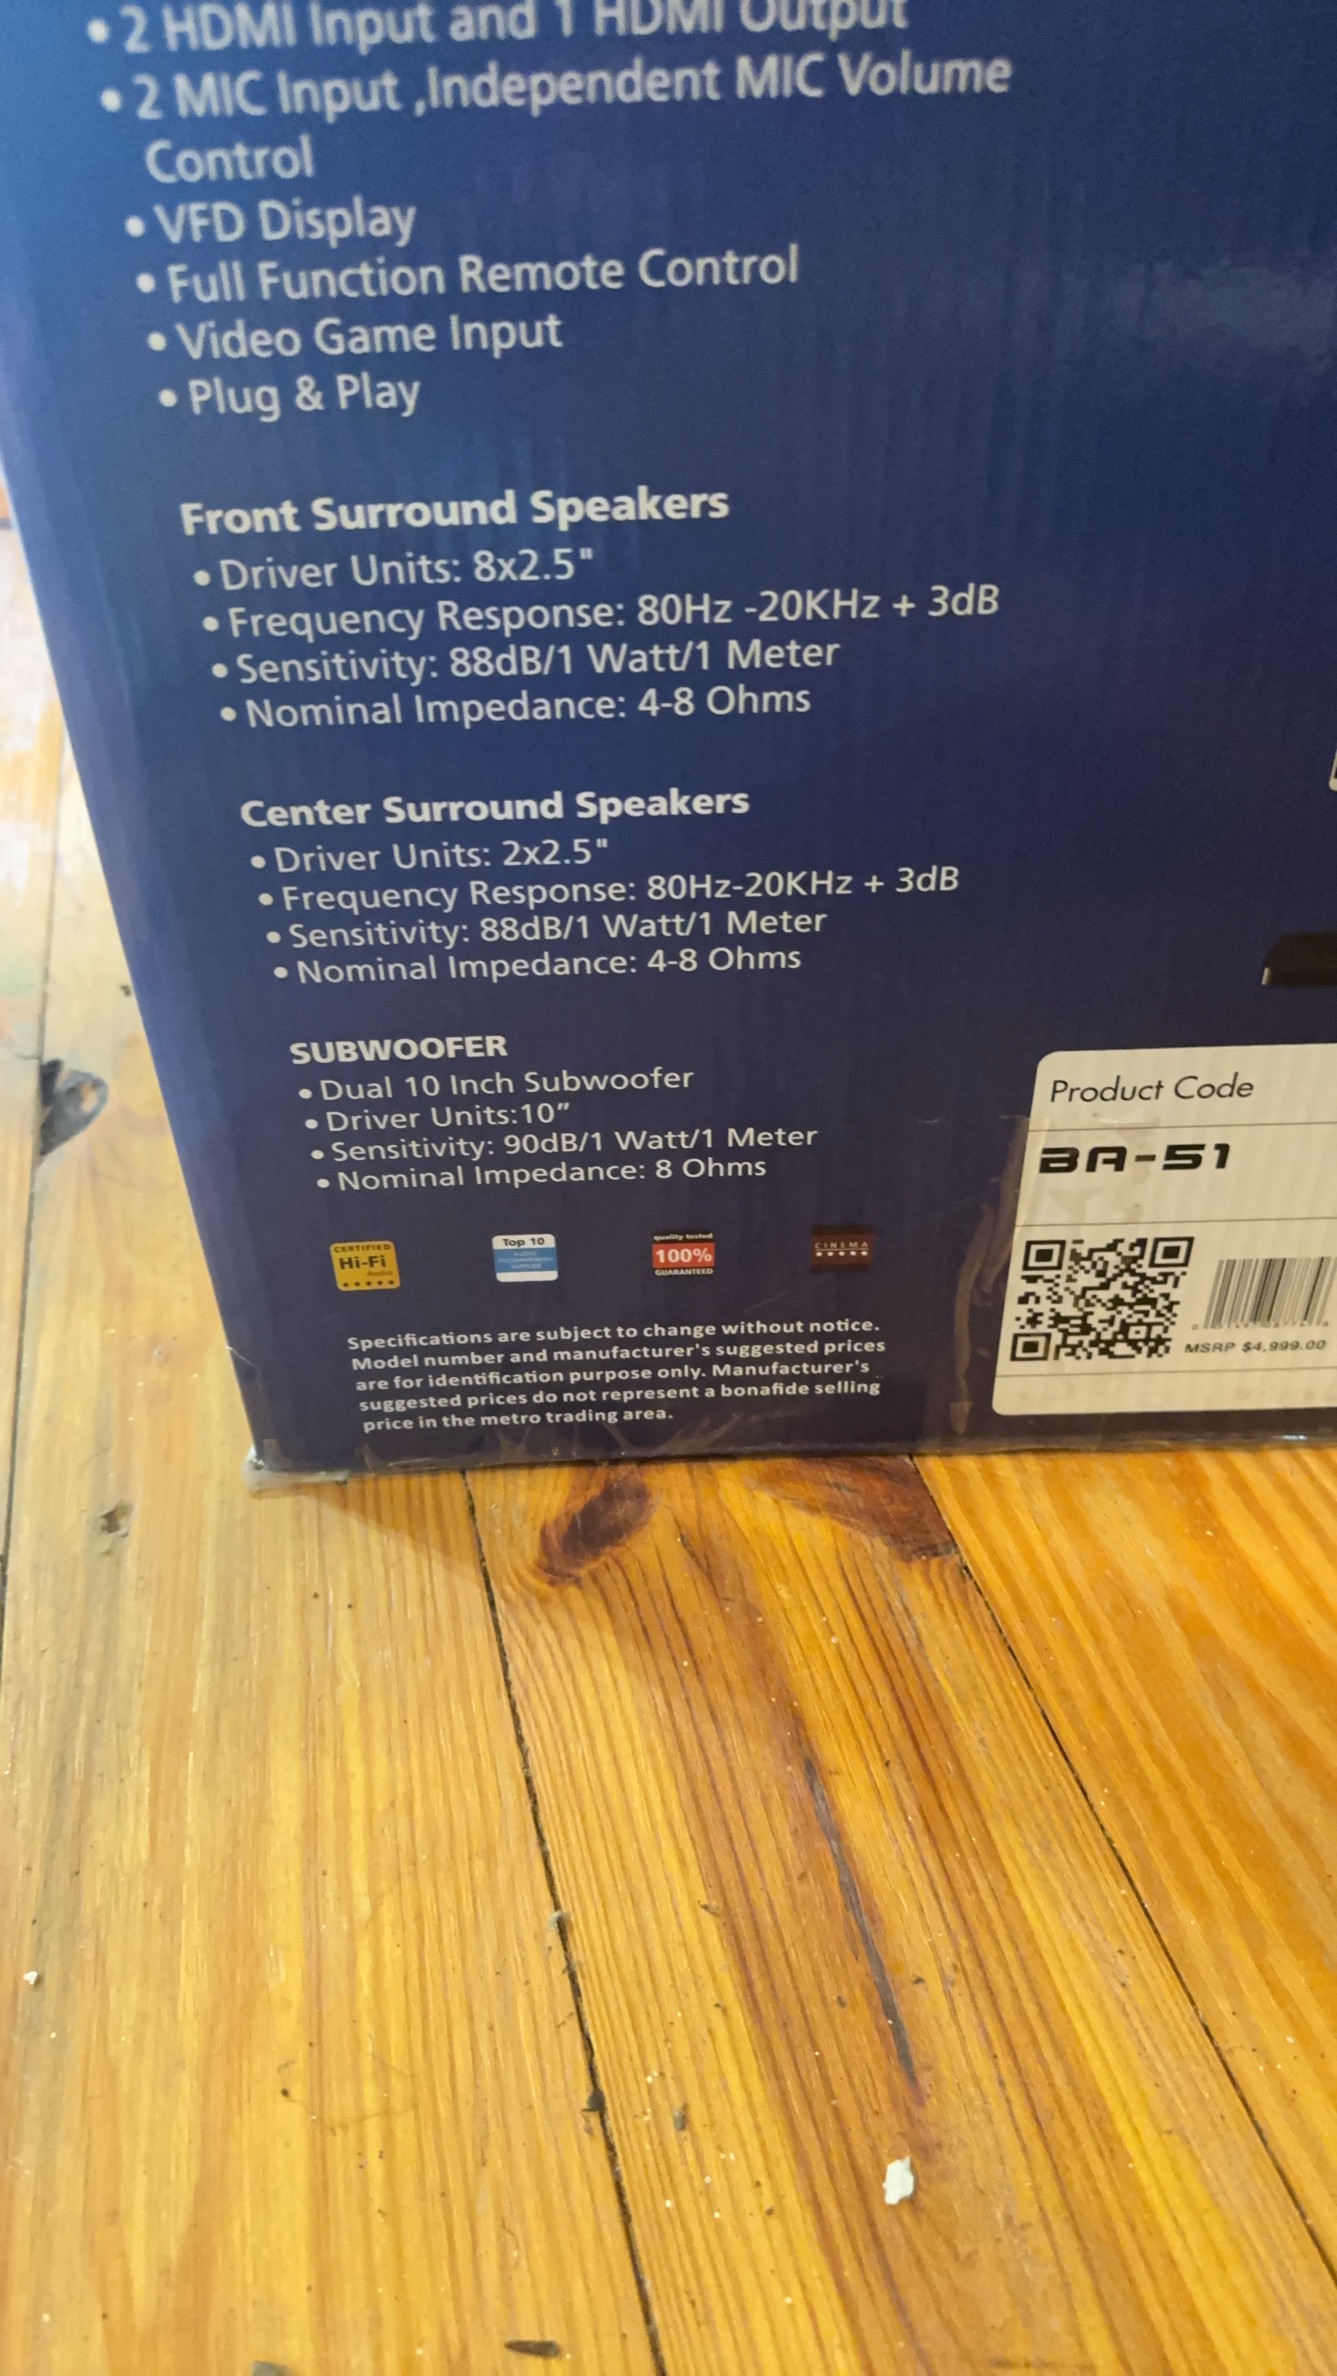 • 2 HDMI Input and 1 HDMI Output
• 2 MIC Input ,Independent MIC Volume
Control
• VFD Display
• Full Function Remote Control
• Video Game Input
• Plug & Play
Front Surround Speakers
• Driver Units: 8x2.5"
• Frequency Response: 80Hz -20KHz + 3dB
• Sensitivity: 88dB/1 Watt/1 Meter
• Nominal Impedance: 4-8 Ohms
Center Surround Speakers
• Driver Units: 2x2.5"
• Frequency Response: 80Hz-20KHz + 3dB
• Sensitivity: 88dB/1 Watt/1 Meter
• Nominal Impedance: 4-8 Ohms
SUBWOOFER
• Dual 10 Inch Subwoofer
• Driver Units:10”
• Sensitivity: 90dB/1 Watt/1 Meter
• Nominal Impedance: 8 Ohms
CERTIFIED
Hi-Fi
Audio
Top 10
AUDIO
quality tested
100%
GUARANTEED
CINEMA
Specifications are subject to change without notice.
Model number and manufacturer's suggested prices
are for identification purpose only. Manufacturer's
suggested prices do not represent a bonafide selling
price in the metro trading area.
Product Code
BA-51
MSRP $4,999.00